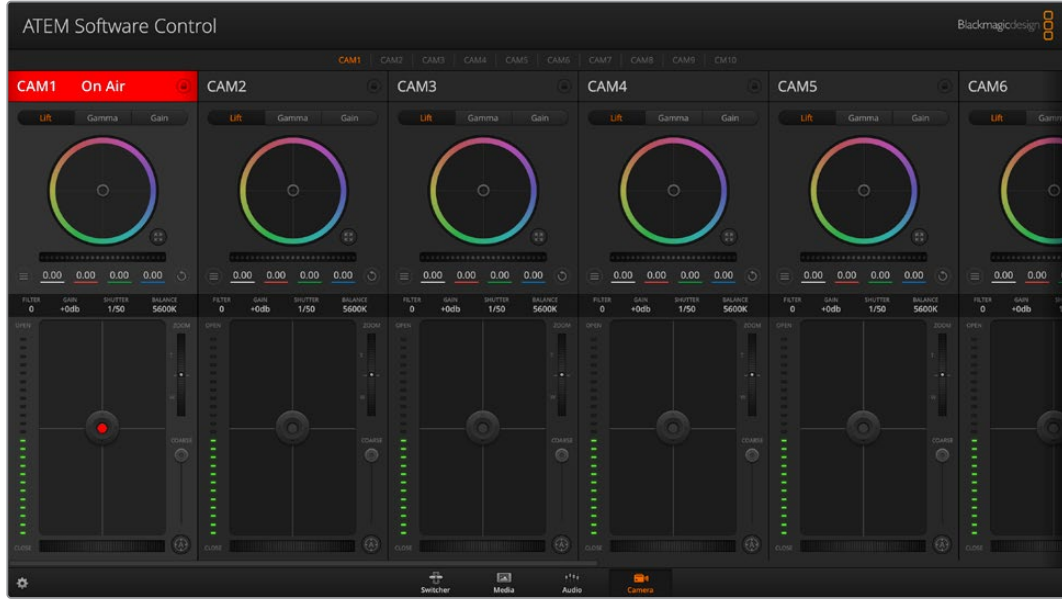 ATEM Software Control
Blackmagicdesign
CAM1 CAM2 CAM3 CAM4 CAM5 CAM6 CAM7 CAM8 CAM9 CM10
CAM1 On Air CAM2 CAM3 CAM4 CAM5 CAM6
Lift Gamma Gain Lift Gamma Gain Lift Gamma Gain Lift Gamma Gain Lift Gamma Gain Lift
0.00 0.00 0.00 0.00 0.00 0.00 0.00 0.00 0.00 0.00 0.00 0.00 0.00 0.00 0.00 0.00 0.00 0.00 0.00 0.00 0.00 0.00
FILTER GAIN SHUTTER BALANCE FILTER GAIN SHUTTER BALANCE FILTER GAIN SHUTTER BALANCE FILTER GAIN SHUTTER BALANCE FILTER GAIN SHUTTER BALANCE FILTER GAIN
0 +0db 1/50 5600K 0 +0db 1/50 5600K 0 +0db 1/50 5600K 0 +0db 1/50 5600K 0 +0db 1/50 5600K 0 +0db
OPEN ZOOM OPEN ZOOM OPEN ZOOM OPEN ZOOM OPEN ZOOM OPEN
T T T T T
W W W W W
COARSE COARSE COARSE COARSE COARSE
CLOSE CLOSE CLOSE CLOSE CLOSE CLOSE
Switcher Media Audio Camera